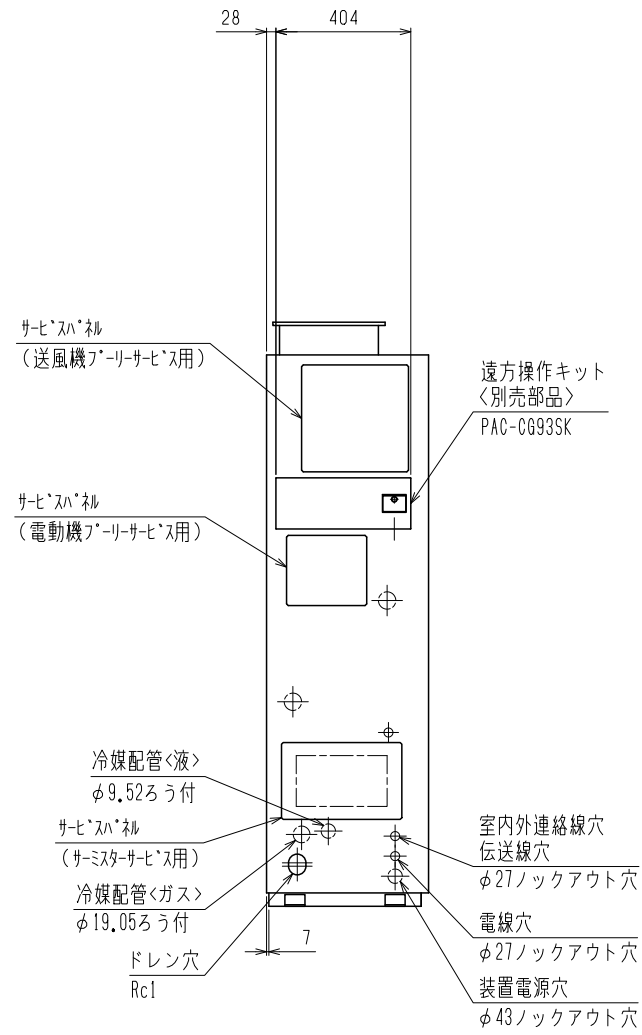 28
404
サービスパネル
(送風機プーリーサービス用)
遠方操作キット
〈別売部品〉
PAC-CG93SK
サービスパネル
(電動機プーリーサービス用)
冷媒配管〈液〉
φ9.52ろう付
サービスパネル
(サーミスターサービス用)
冷媒配管〈ガス〉
φ19.05ろう付
ドレン穴
Rc1
7
室内外連絡線穴
伝送線穴
φ27ノックアウト穴
電線穴
φ27ノックアウト穴
装置電源穴
φ43ノックアウト穴